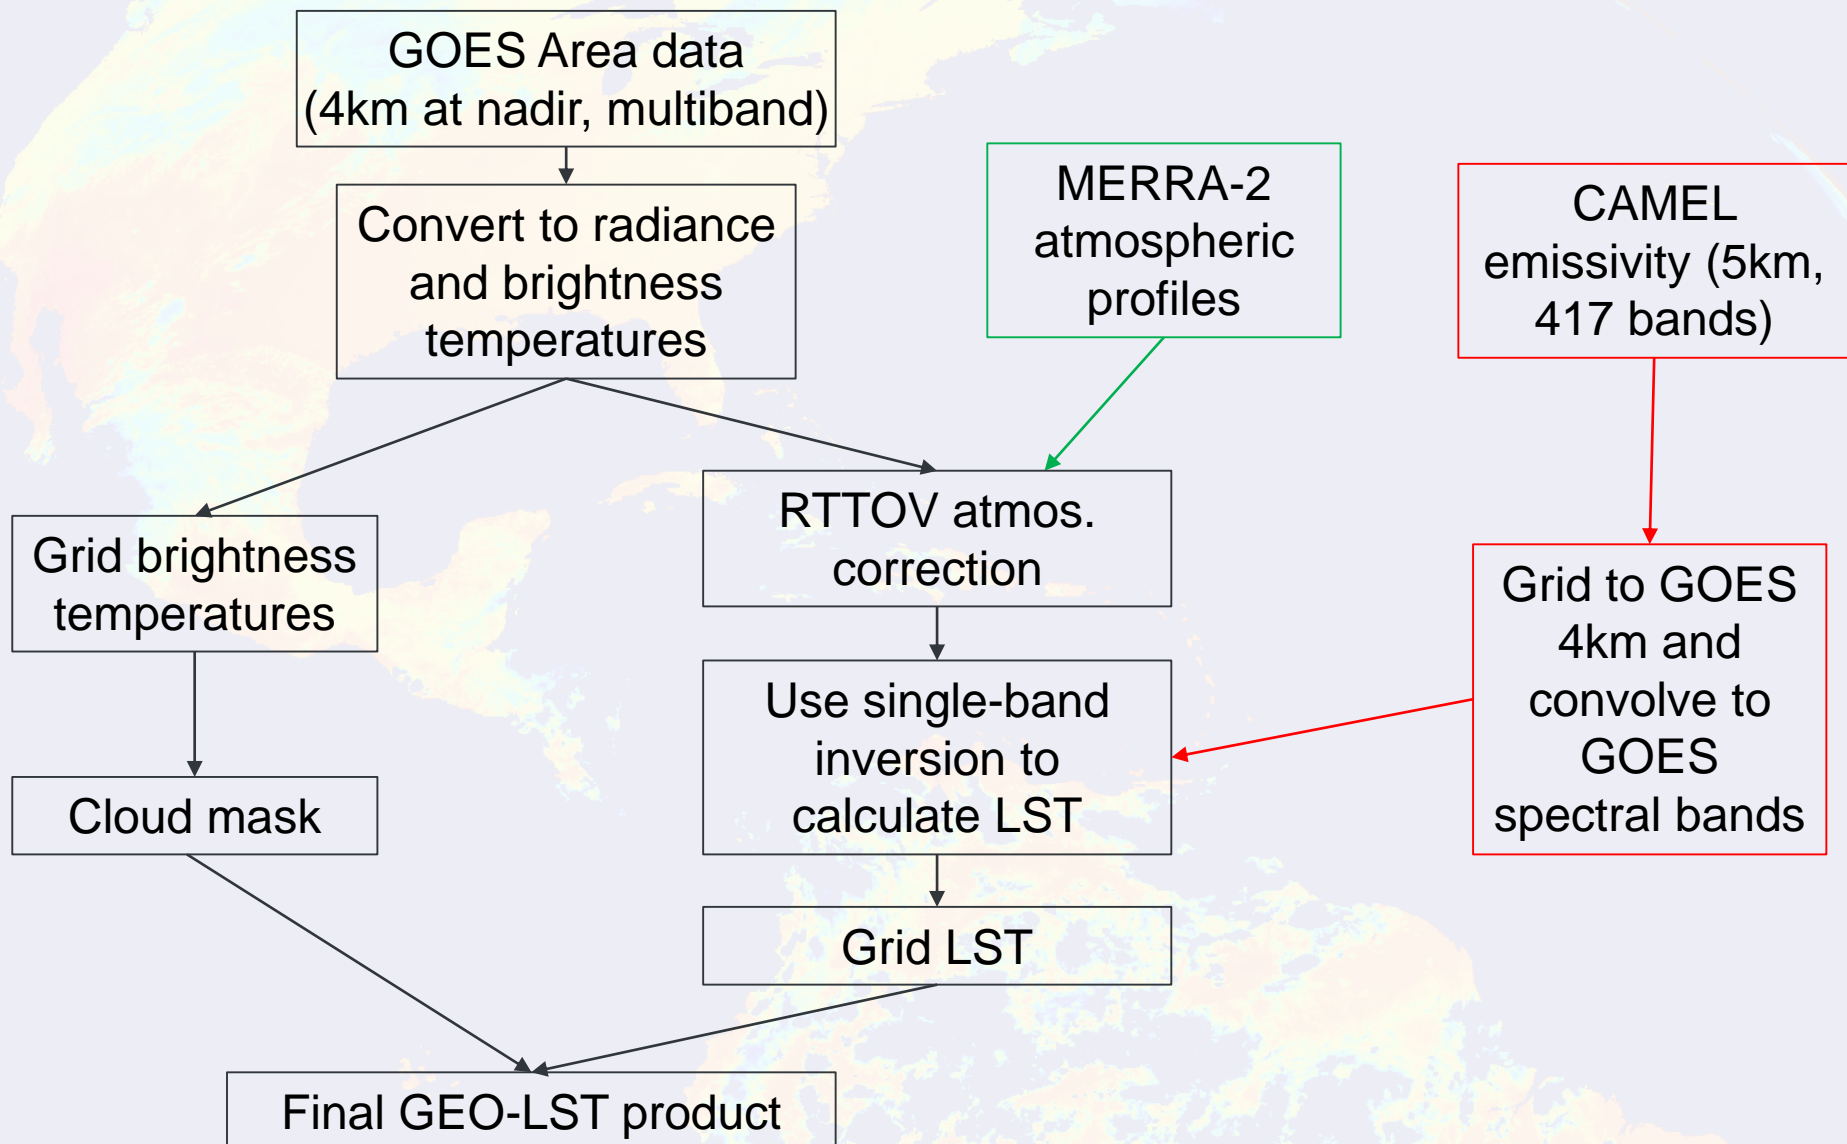 GOES Area data
(4km at nadir, multiband)
Convert to radiance
and brightness
temperatures
MERRA-2
atmospheric
profiles
CAMEL
emissivity (5km,
417 bands)
Grid brightness
temperatures
RTTOV atmos.
correction
Grid to GOES
4km and
convolve to
GOES
spectral bands
Use single-band
inversion to
calculate LST
Cloud mask
Grid LST
Final GEO-LST product